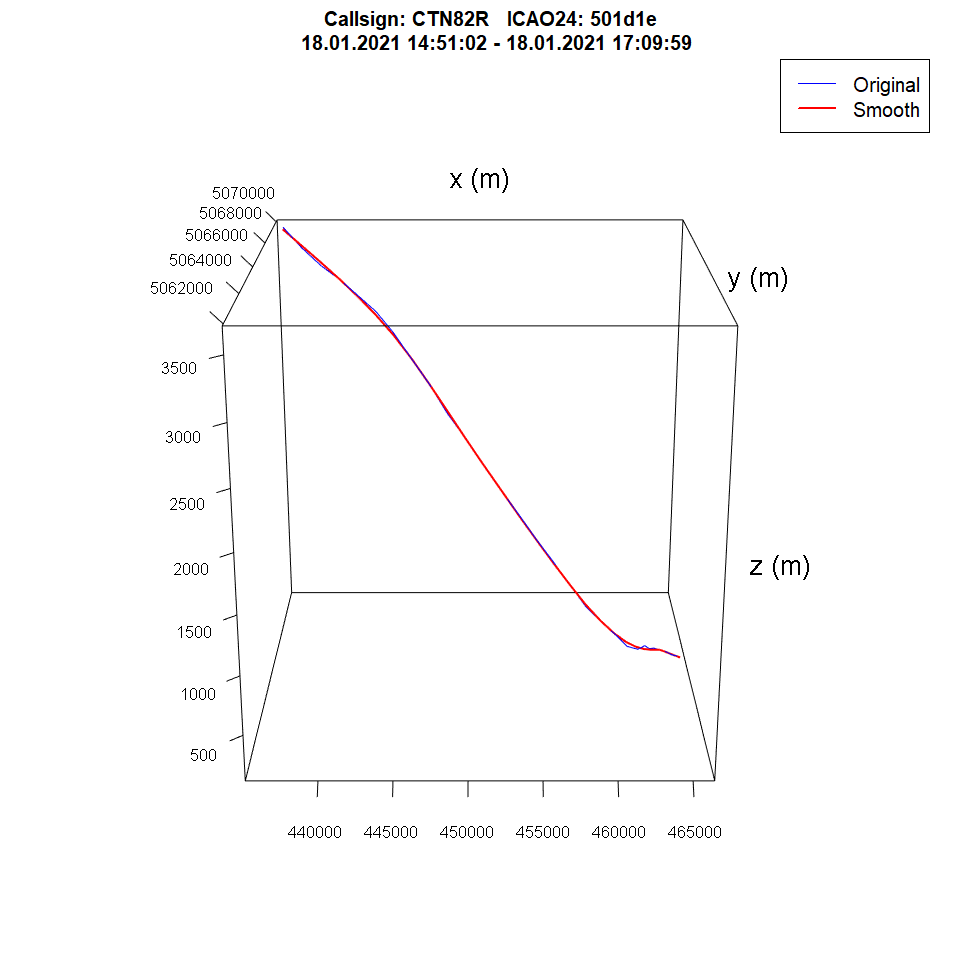 Callsign: CTN82R   ICAO24: 501d1e
18.01.2021 14:51:02 - 18.01.2021 17:09:59
Original
Smooth
x (m)
5070000
5068000
5066000
5064000
5062000
y (m)
3500
3000
2500
2000
1500
1000
500
z (m)
440000 445000 450000 455000 460000 465000